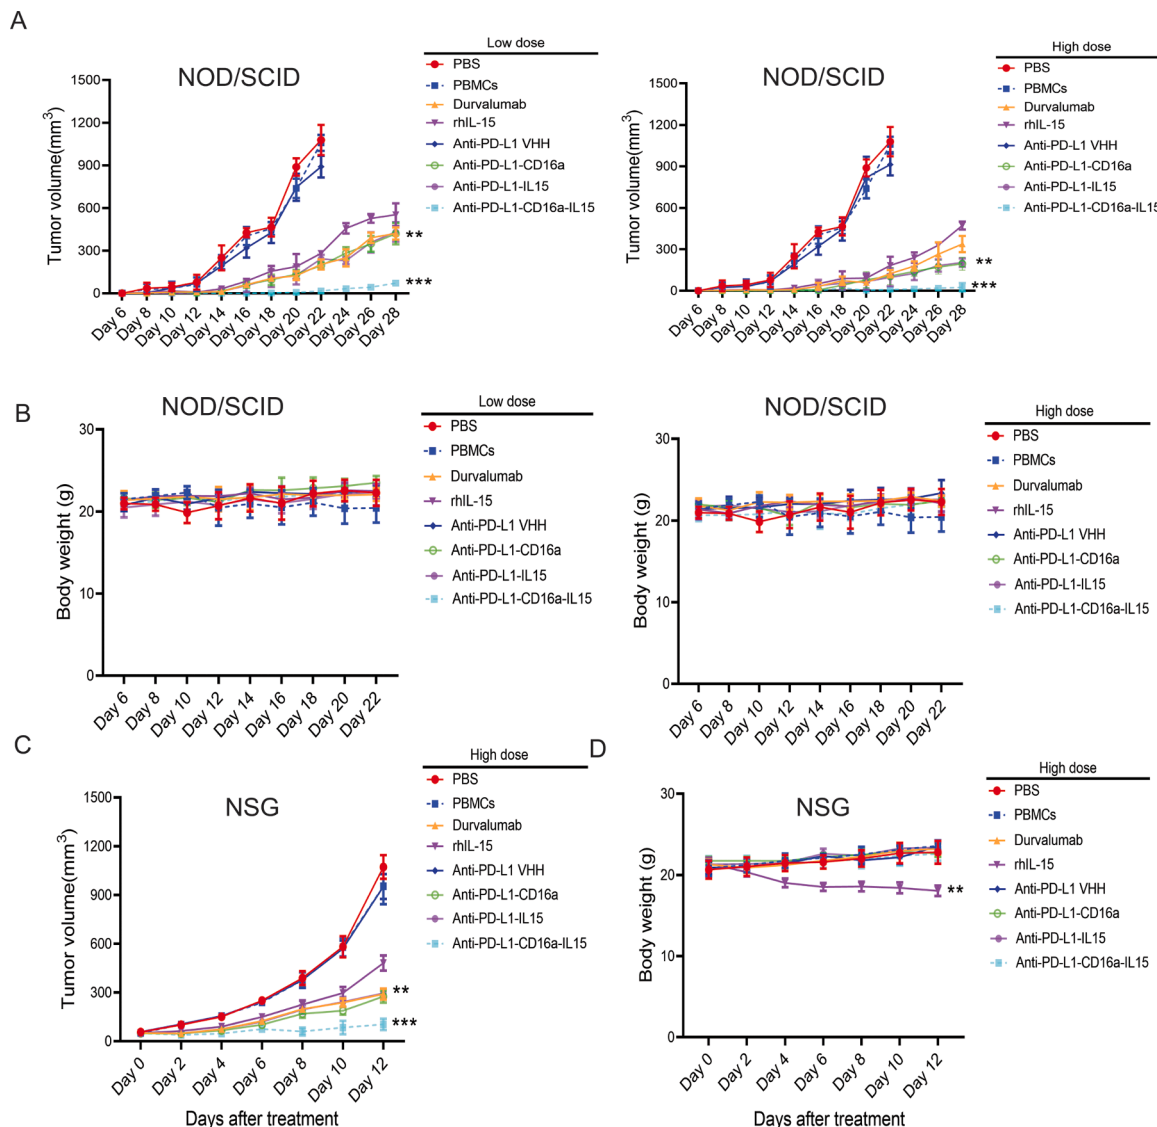 A
NOD/SCID
Tumor volume(mm³)
1500
1200
900
600
300
0
Day 6
Day 8
Day 10
Day 12
Day 14
Day 16
Day 18
Day 20
Day 22
Day 24
Day 26
Day 28
**
***
Low dose
PBS
PBMCs
Durvalumab
rhIL-15
Anti-PD-L1 VHH
Anti-PD-L1-CD16a
Anti-PD-L1-IL15
Anti-PD-L1-CD16a-IL15
NOD/SCID
Tumor volume(mm³)
1500
1200
900
600
300
0
Day 6
Day 8
Day 10
Day 12
Day 14
Day 16
Day 18
Day 20
Day 22
Day 24
Day 26
Day 28
**
***
High dose
PBS
PBMCs
Durvalumab
rhIL-15
Anti-PD-L1 VHH
Anti-PD-L1-CD16a
Anti-PD-L1-IL15
Anti-PD-L1-CD16a-IL15
B
NOD/SCID
Body weight (g)
30
20
10
0
Day 6
Day 8
Day 10
Day 12
Day 14
Day 16
Day 18
Day 20
Day 22
Low dose
PBS
PBMCs
Durvalumab
rhIL-15
Anti-PD-L1 VHH
Anti-PD-L1-CD16a
Anti-PD-L1-IL15
Anti-PD-L1-CD16a-IL15
NOD/SCID
Body weight (g)
30
20
10
0
Day 6
Day 8
Day 10
Day 12
Day 14
Day 16
Day 18
Day 20
Day 22
High dose
PBS
PBMCs
Durvalumab
rhIL-15
Anti-PD-L1 VHH
Anti-PD-L1-CD16a
Anti-PD-L1-IL15
Anti-PD-L1-CD16a-IL15
C
NSG
Tumor volume(mm³)
1500
1200
900
600
300
0
Day 0
Day 2
Day 4
Day 6
Day 8
Day 10
Day 12
Days after treatment
**
***
High dose
PBS
PBMCs
Durvalumab
rhIL-15
Anti-PD-L1 VHH
Anti-PD-L1-CD16a
Anti-PD-L1-IL15
Anti-PD-L1-CD16a-IL15
D
NSG
Body weight (g)
30
20
10
0
Day 0
Day 2
Day 4
Day 6
Day 8
Day 10
Day 12
Days after treatment
**
High dose
PBS
PBMCs
Durvalumab
rhIL-15
Anti-PD-L1 VHH
Anti-PD-L1-CD16a
Anti-PD-L1-IL15
Anti-PD-L1-CD16a-IL15